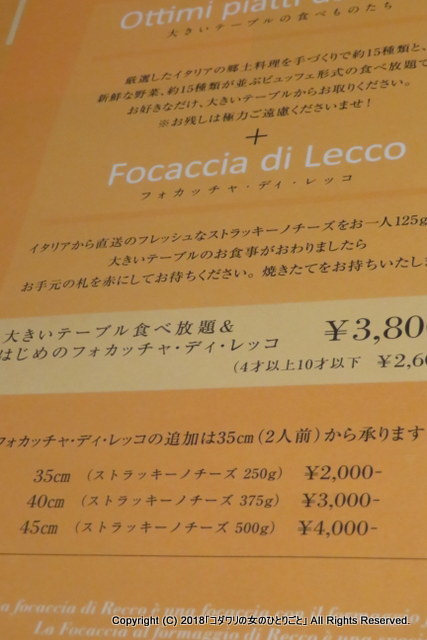 Ottimi piatti
大きいテーブルの食べものたち
厳選したイタリアの郷土料理を手づくりで約15種類と、
新鮮な野菜、約15種類が並ぶビュッフェ形式の食べ放題で
お好きなだけ、大きいテーブルからお取りください。
※お残しは極力ご遠慮くださいませ！
＋
Focaccia di Lecco
フォカッチャ・ディ・レッコ
イタリアから直送のフレッシュなストラッキーノチーズをお一人125g
大きいテーブルのお食事がおわりましたら
お手元の札を赤にしてお待ちください。焼きたてをお持ちいたしま
大きいテーブル食べ放題&
はじめのフォカッチャ・ディ・レッコ ¥3,80
(4才以上10才以下 ¥2,6
フォカッチャ・ディ・レッコの追加は35cm(2人前)から承ります
35cm (ストラッキーノチーズ 250g) ¥2,000-
40cm (ストラッキーノチーズ 375g) ¥3,000-
45cm (ストラッキーノチーズ 500g) ¥4,000-
a focaccia di Recco è una focaccia con il formaggio
La Focaccia al formaggio di Recco è una
Copyright (C) 2018「コダワリの女のひとりごと」 All Rights Reserved.